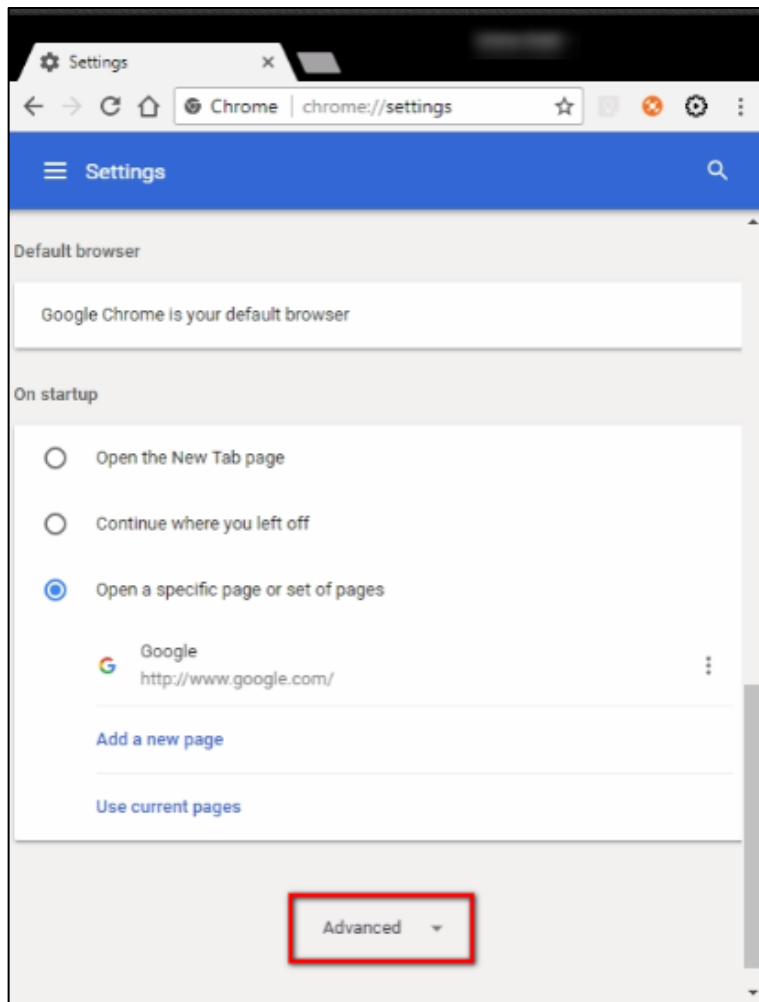 Settings
Chrome | chrome://settings
Settings
Default browser
Google Chrome is your default browser
On startup
Open the New Tab page
Continue where you left off
Open a specific page or set of pages
Google
http://www.google.com/
Add a new page
Use current pages
Advanced